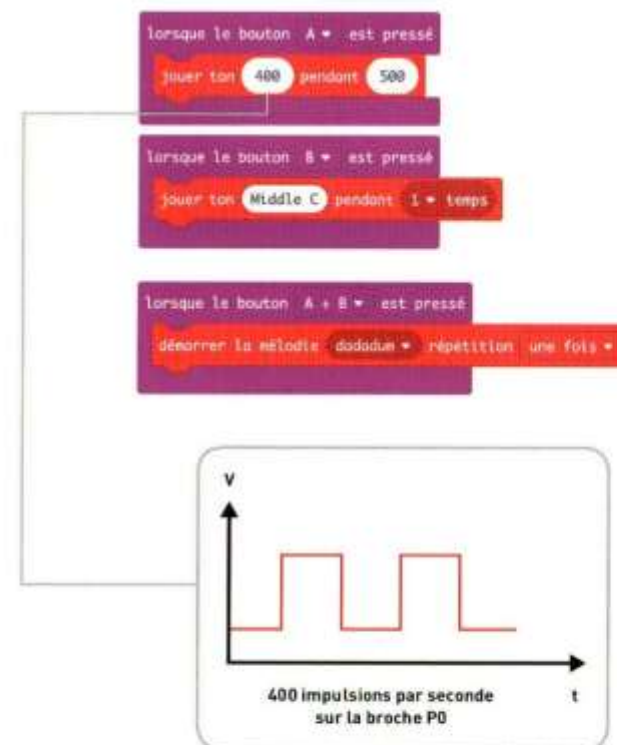 lorsque le bouton A est pressé
jouer ton 400 pendant 500
lorsque le bouton B est pressé
jouer ton Middle C pendant 1 temps
lorsque le bouton A + B est pressé
démarrer la mélodie dadadum répétition une fois
V
t
400 impulsions par seconde
sur la broche P0